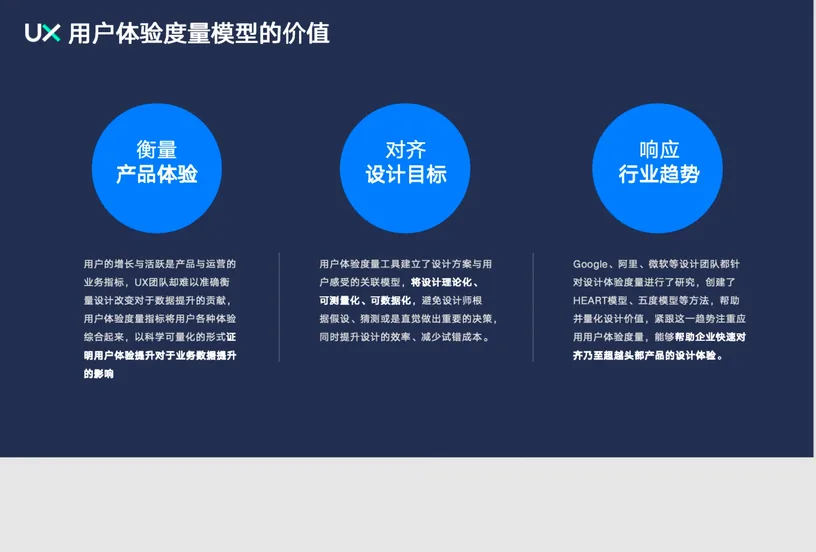 UX 用户体验度量模型的价值
衡量
产品体验
对齐
设计目标
响应
行业趋势
用户的增长与活跃是产品与运营的
业务指标，UX团队却难以准确衡
量设计改变对于数据提升的贡献，
用户体验度量指标将用户各种体验
综合起来，以科学可量化的形式证
明用户体验提升对于业务数据提升
的影响
用户体验度量工具建立了设计方案与用
户感受的关联模型，将设计理论化、
可测量化、可数据化，避免设计师根
据假设、猜测或是直觉做出重要的决策，
同时提升设计的效率、减少试错成本。
Google、阿里、微软等设计团队都针
对设计体验度量进行了研究，创建了
HEART模型、五度模型等方法，帮助
并量化设计价值，紧跟这一趋势注重应
用用户体验度量，能够帮助企业快速对
齐乃至超越头部产品的设计体验。